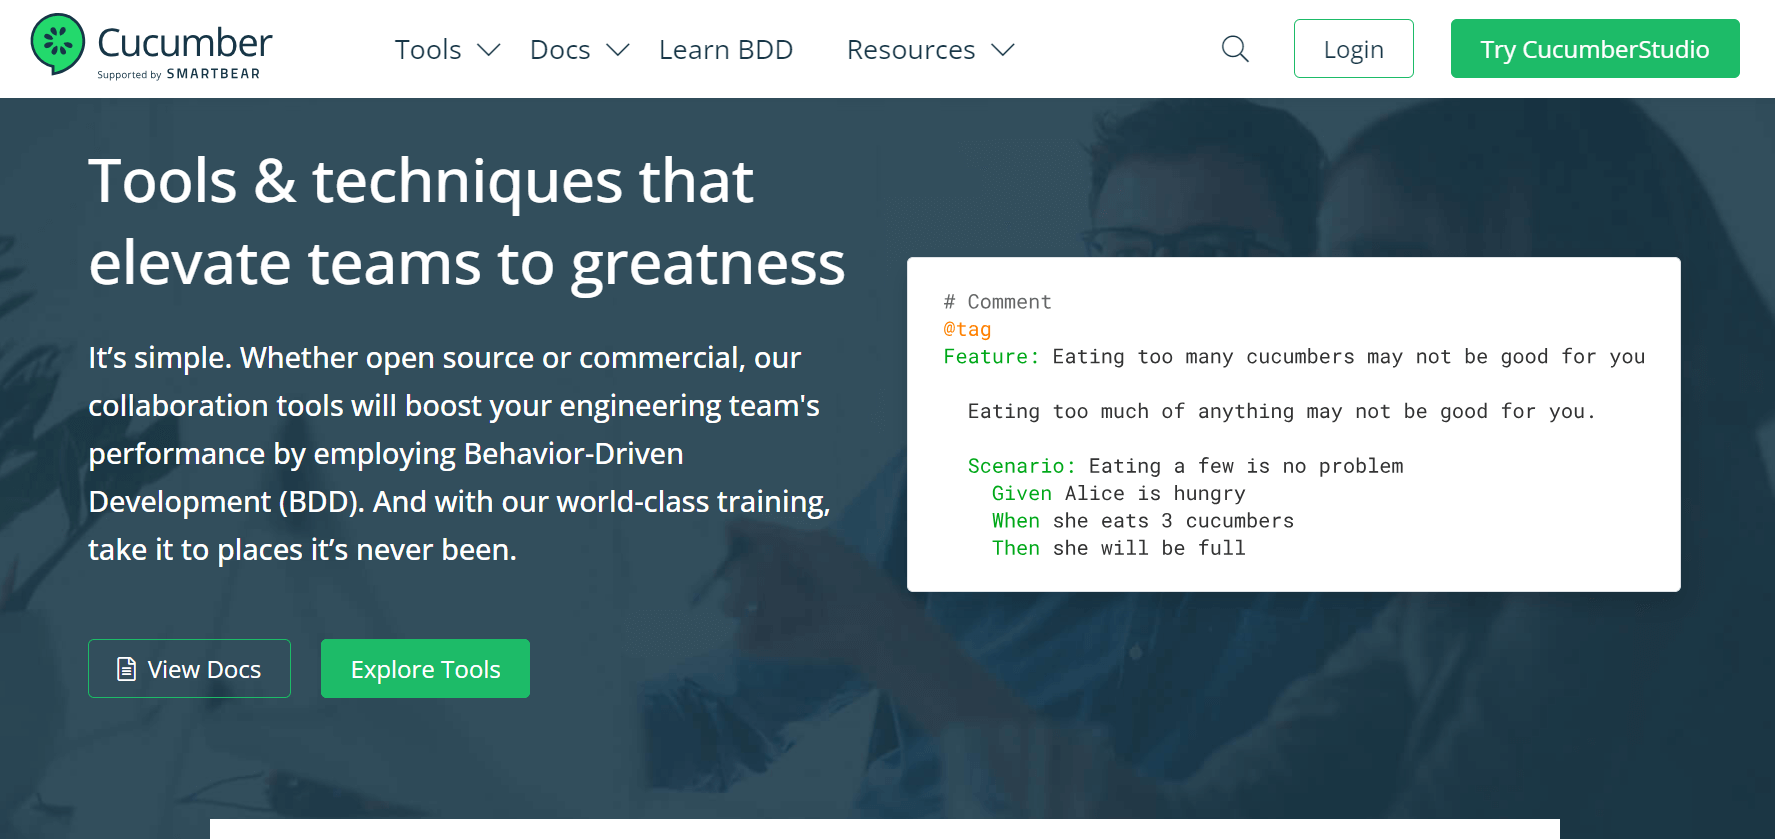 Cucumber
Supported by SMARTBEAR
Tools
Docs
Learn BDD
Resources
Login
Try CucumberStudio
Tools & techniques that
elevate teams to greatness
It’s simple. Whether open source or commercial, our
collaboration tools will boost your engineering team's
performance by employing Behavior-Driven
Development (BDD). And with our world-class training,
take it to places it’s never been.
View Docs
Explore Tools
# Comment
@tag
Feature: Eating too many cucumbers may not be good for you
Eating too much of anything may not be good for you.
Scenario: Eating a few is no problem
Given Alice is hungry
When she eats 3 cucumbers
Then she will be full